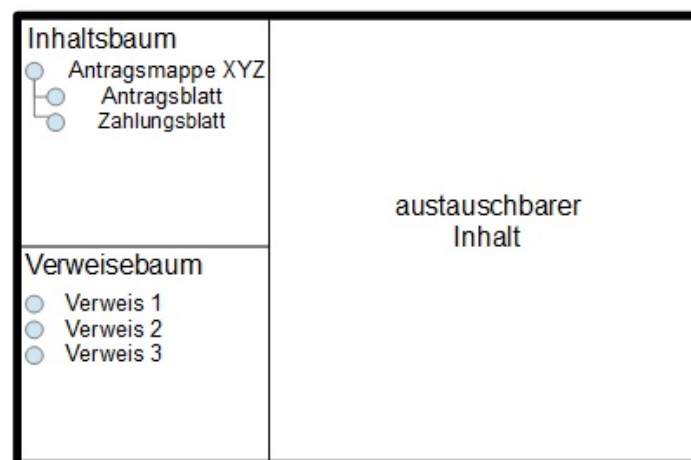 Inhaltsbaum
Antragsmappe XYZ
Antragsblatt
Zahlungsblatt
Verweisebaum
Verweis 1
Verweis 2
Verweis 3
austauschbarer
Inhalt